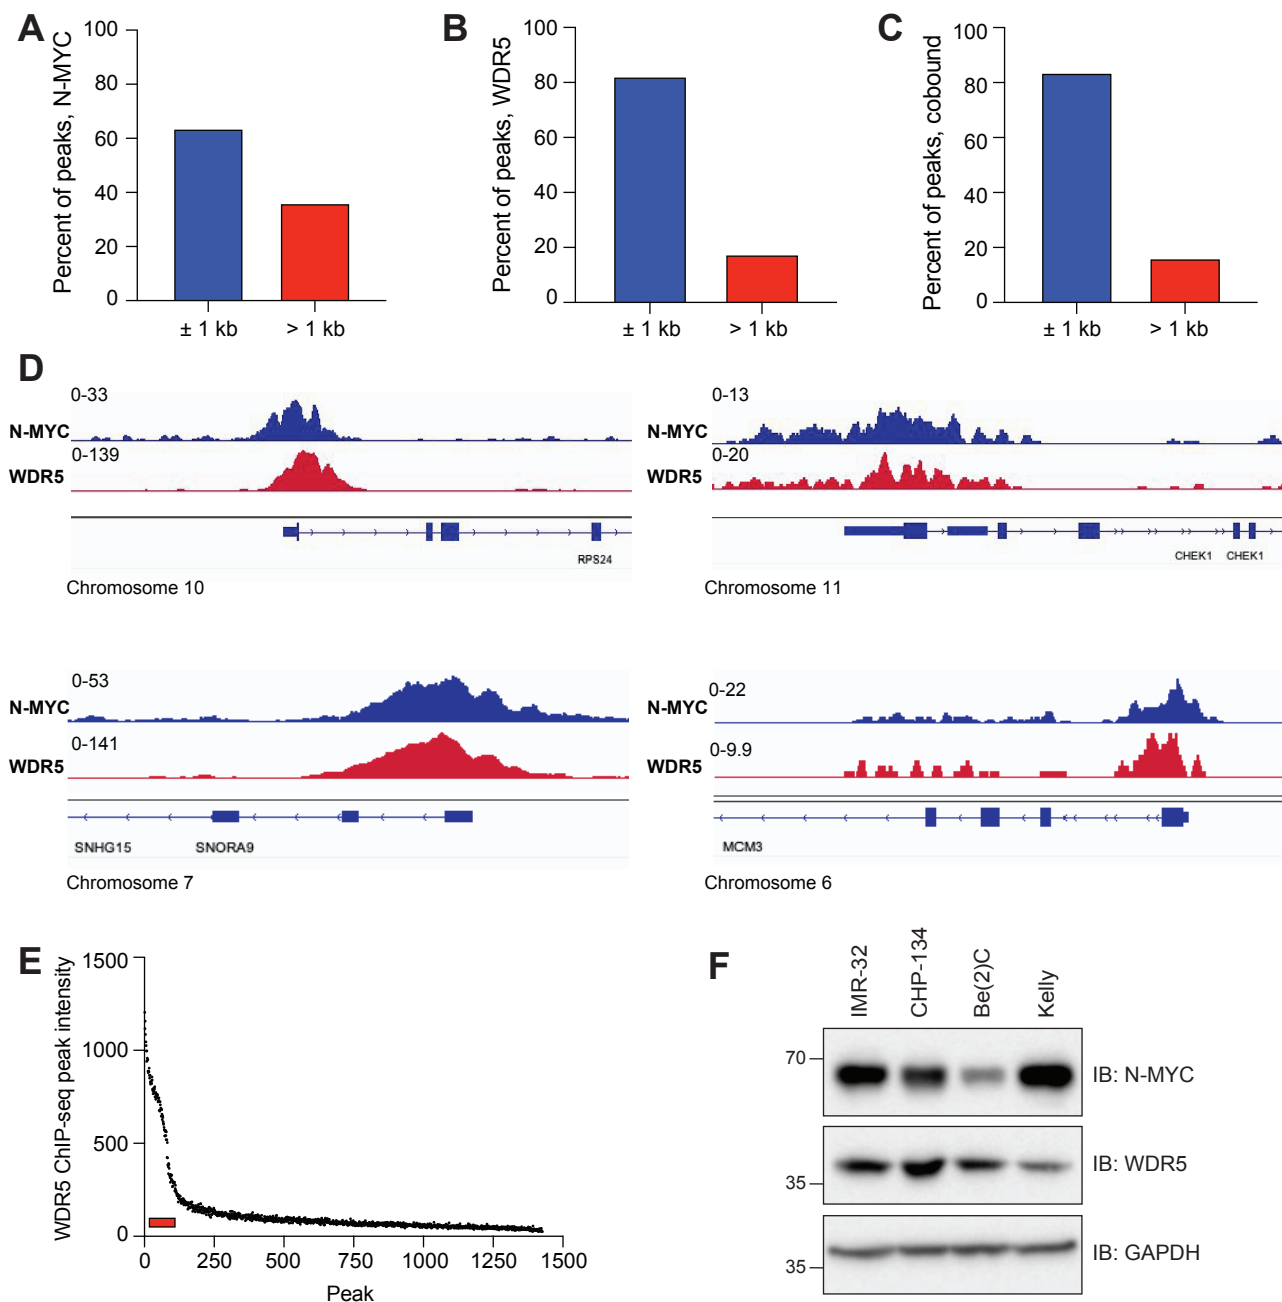 A
Percent of peaks, N-MYC
100
80
60
40
20
0
± 1 kb
> 1 kb
B
Percent of peaks, WDR5
100
80
60
40
20
0
± 1 kb
> 1 kb
C
Percent of peaks, cobound
100
80
60
40
20
0
± 1 kb
> 1 kb
D
0-33
N-MYC
0-139
WDR5
RPS24
Chromosome 10
0-13
N-MYC
0-20
WDR5
CHEK1 CHEK1
Chromosome 11
0-53
N-MYC
0-141
WDR5
SNHG15 SNORA9
Chromosome 7
0-22
N-MYC
0-9.9
WDR5
MCM3
Chromosome 6
E
WDR5 ChIP-seq peak intensity
1500
1000
500
0
0 250 500 750 1000 1250 1500
Peak
F
IMR-32
CHP-134
Be(2)C
Kelly
70
IB: N-MYC
35
IB: WDR5
35
IB: GAPDH